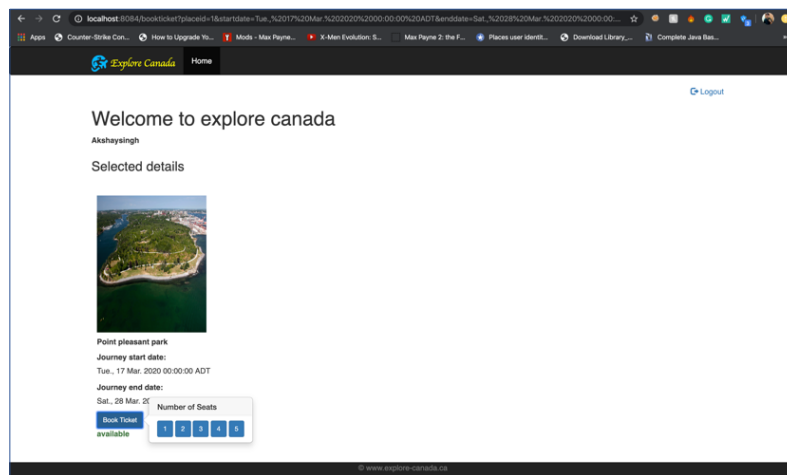 localhost:8084/bookticket?placeid=1&startdate=Tue.,%2017%20Mar.%202020%2000:00:00%20ADT&enddate=Sat.,%2028%20Mar.%202020%2000:00:...
Apps Counter-Strike Con... How to Upgrade Yo... Mods - Max Payne... X-Men Evolution: S... Max Payne 2: the F... Places user identit... Download Library_... Complete Java Bas...
Explore Canada Home
Logout
Welcome to explore canada
Akshaysingh
Selected details
Point pleasant park
Journey start date:
Tue., 17 Mar. 2020 00:00:00 ADT
Journey end date:
Sat., 28 Mar. 20
Number of Seats
Book Ticket
1 2 3 4 5
available
© www.explore-canada.ca